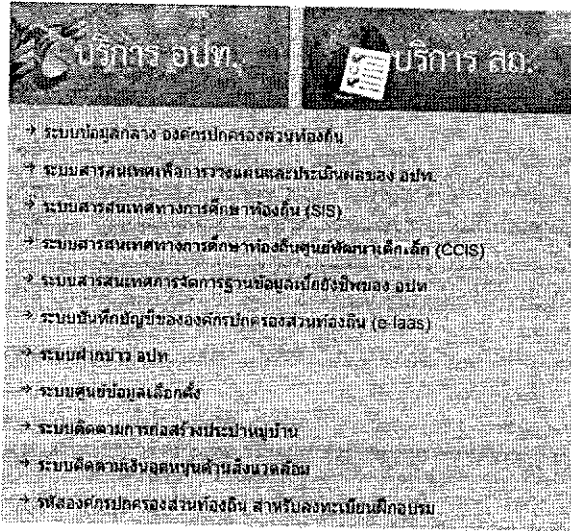 บริการ อปท.
บริการ สถ.
ระบบข้อมูลกลาง องค์กรปกครองส่วนท้องถิ่น
ระบบสารสนเทศเพื่อการวางแผนและประเมินผลของ อปท.
ระบบสารสนเทศทางการศึกษาท้องถิ่น (SIS)
ระบบสารสนเทศทางการศึกษาท้องถิ่นศูนย์พัฒนาเด็กเล็ก (CCIS)
ระบบสารสนเทศการจัดการฐานข้อมูลเบี้ยยังชีพของ อปท
ระบบบันทึกบัญชีขององค์กรปกครองส่วนท้องถิ่น (e-laas)
ระบบฝากข่าว อปท.
ระบบศูนย์ข้อมูลเลือกตั้ง
ระบบติดตามการก่อสร้างประปาหมู่บ้าน
ระบบติดตามเงินอุดหนุนด้านสิ่งแวดล้อม
รหัสองค์กรปกครองส่วนท้องถิ่น สำหรับลงทะเบียนฝึกอบรม